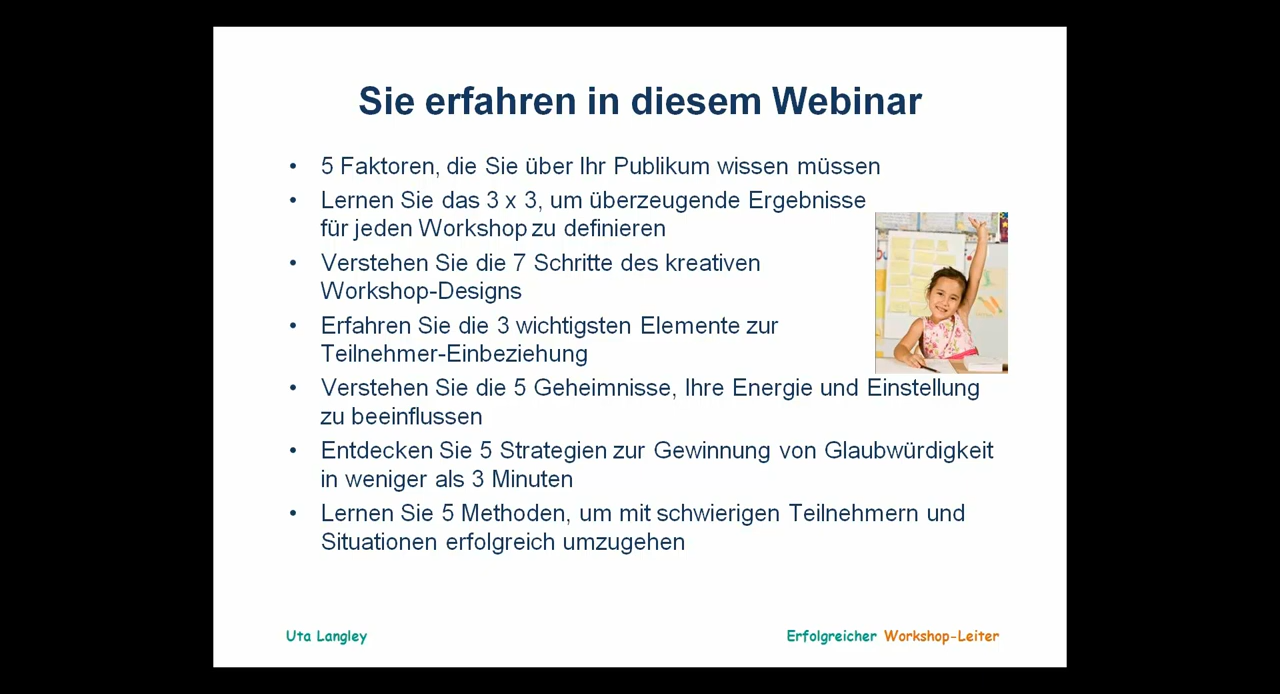 Sie erfahren in diesem Webinar
• 5 Faktoren, die Sie über Ihr Publikum wissen müssen
• Lernen Sie das 3 x 3, um überzeugende Ergebnisse
für jeden Workshop zu definieren
• Verstehen Sie die 7 Schritte des kreativen
Workshop-Designs
• Erfahren Sie die 3 wichtigsten Elemente zur
Teilnehmer-Einbeziehung
• Verstehen Sie die 5 Geheimnisse, Ihre Energie und Einstellung
zu beeinflussen
• Entdecken Sie 5 Strategien zur Gewinnung von Glaubwürdigkeit
in weniger als 3 Minuten
• Lernen Sie 5 Methoden, um mit schwierigen Teilnehmern und
Situationen erfolgreich umzugehen
Uta Langley
Erfolgreicher Workshop-Leiter